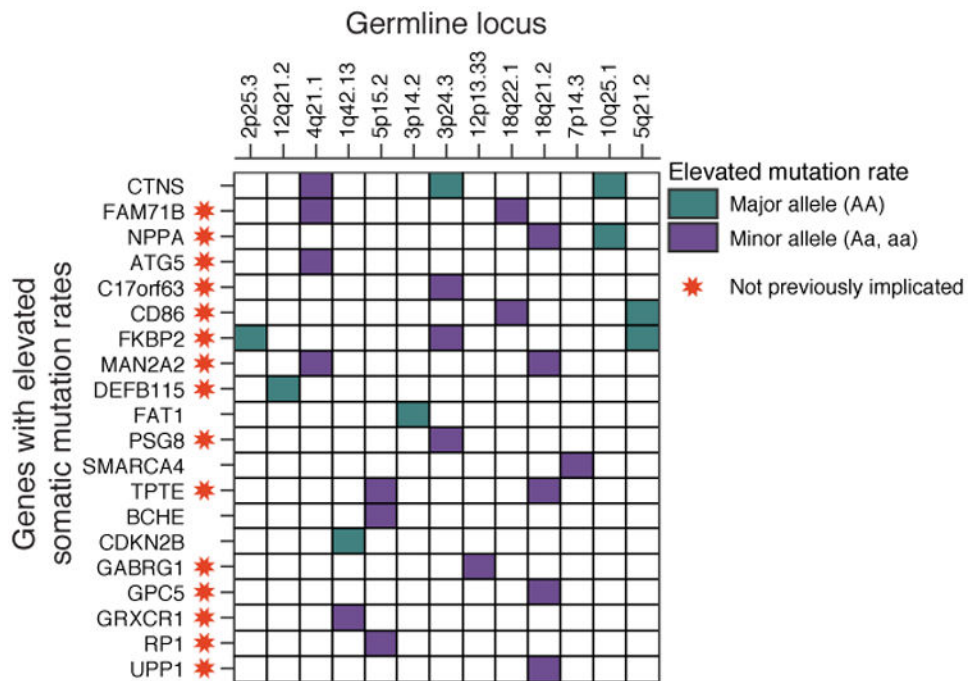 Germline locus
2p25.3
12q21.2
4q21.1
1q42.13
5p15.2
3p14.2
3p24.3
12p13.33
18q22.1
18q21.2
7p14.3
10q25.1
5q21.2
Genes with elevated
somatic mutation rates
CTNS
FAM71B
NPPA
ATG5
C17orf63
CD86
FKBP2
MAN2A2
DEFB115
FAT1
PSG8
SMARCA4
TPTE
BCHE
CDKN2B
GABRG1
GPC5
GRXCR1
RP1
UPP1
Elevated mutation rate
Major allele (AA)
Minor allele (Aa, aa)
Not previously implicated